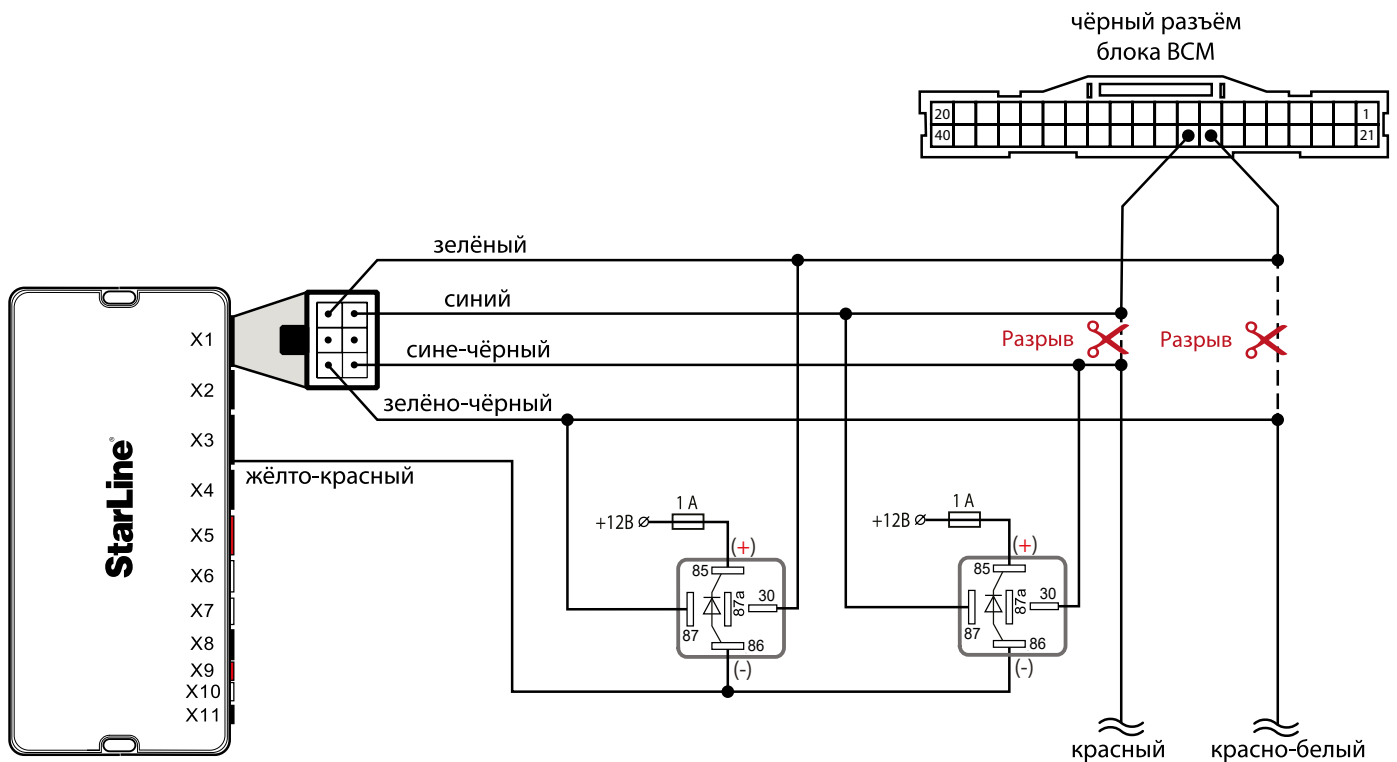 чёрный разъём
блока BCM
20
1
40
21
зелёный
синий
Разрыв
Разрыв
сине-чёрный
зелёно-чёрный
жёлто-красный
X1
X2
X3
X4
X5
X6
X7
X8
X9
X10
X11
StarLine®
1 A
+12В
(+)
85
87a
30
87
86
(-)
1 A
+12В
(+)
85
87a
30
87
86
(-)
красный
красно-белый